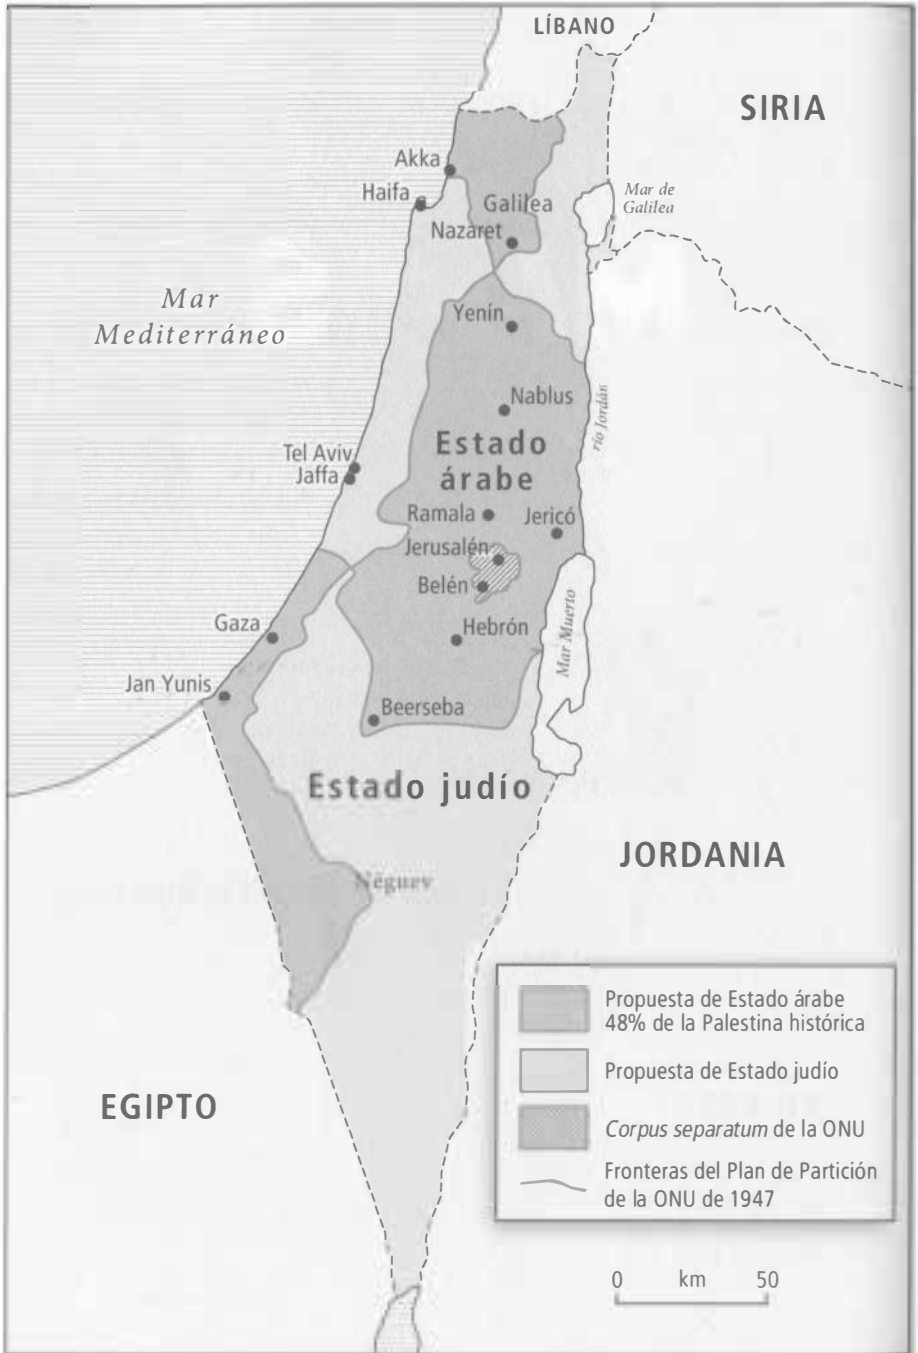 LÍBANO
SIRIA
Akka
Haifa
Galilea
Nazaret
Mar de
Galilea
Mar
Mediterráneo
Yenín
Nablus
río Jordán
Estado
árabe
Tel Aviv
Jaffa
Ramala
Jericó
Jerusalén
Belén
Mar Muerto
Gaza
Hebrón
Jan Yunis
Beerseba
Estado judío
JORDANIA
Néguev
EGIPTO
Propuesta de Estado árabe
48% de la Palestina histórica
Propuesta de Estado judío
Corpus separatum de la ONU
Fronteras del Plan de Partición
de la ONU de 1947
0 km 50